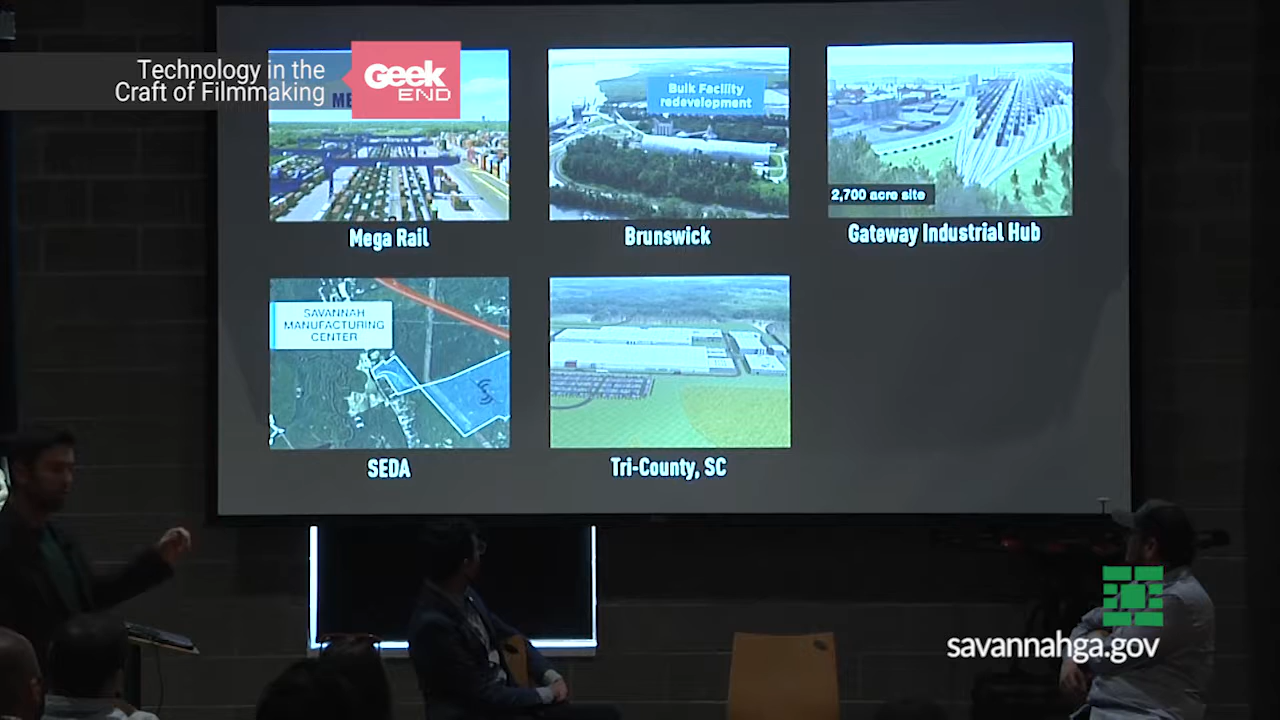 Technology in the
Craft of Filmmaking
Geek
END
ME
Bulk Facility
redevelopment
2,700 acre site
Mega Rail
Brunswick
Gateway Industrial Hub
SAVANNAH
MANUFACTURING
CENTER
SEDA
Tri-County, SC
savannahga.gov